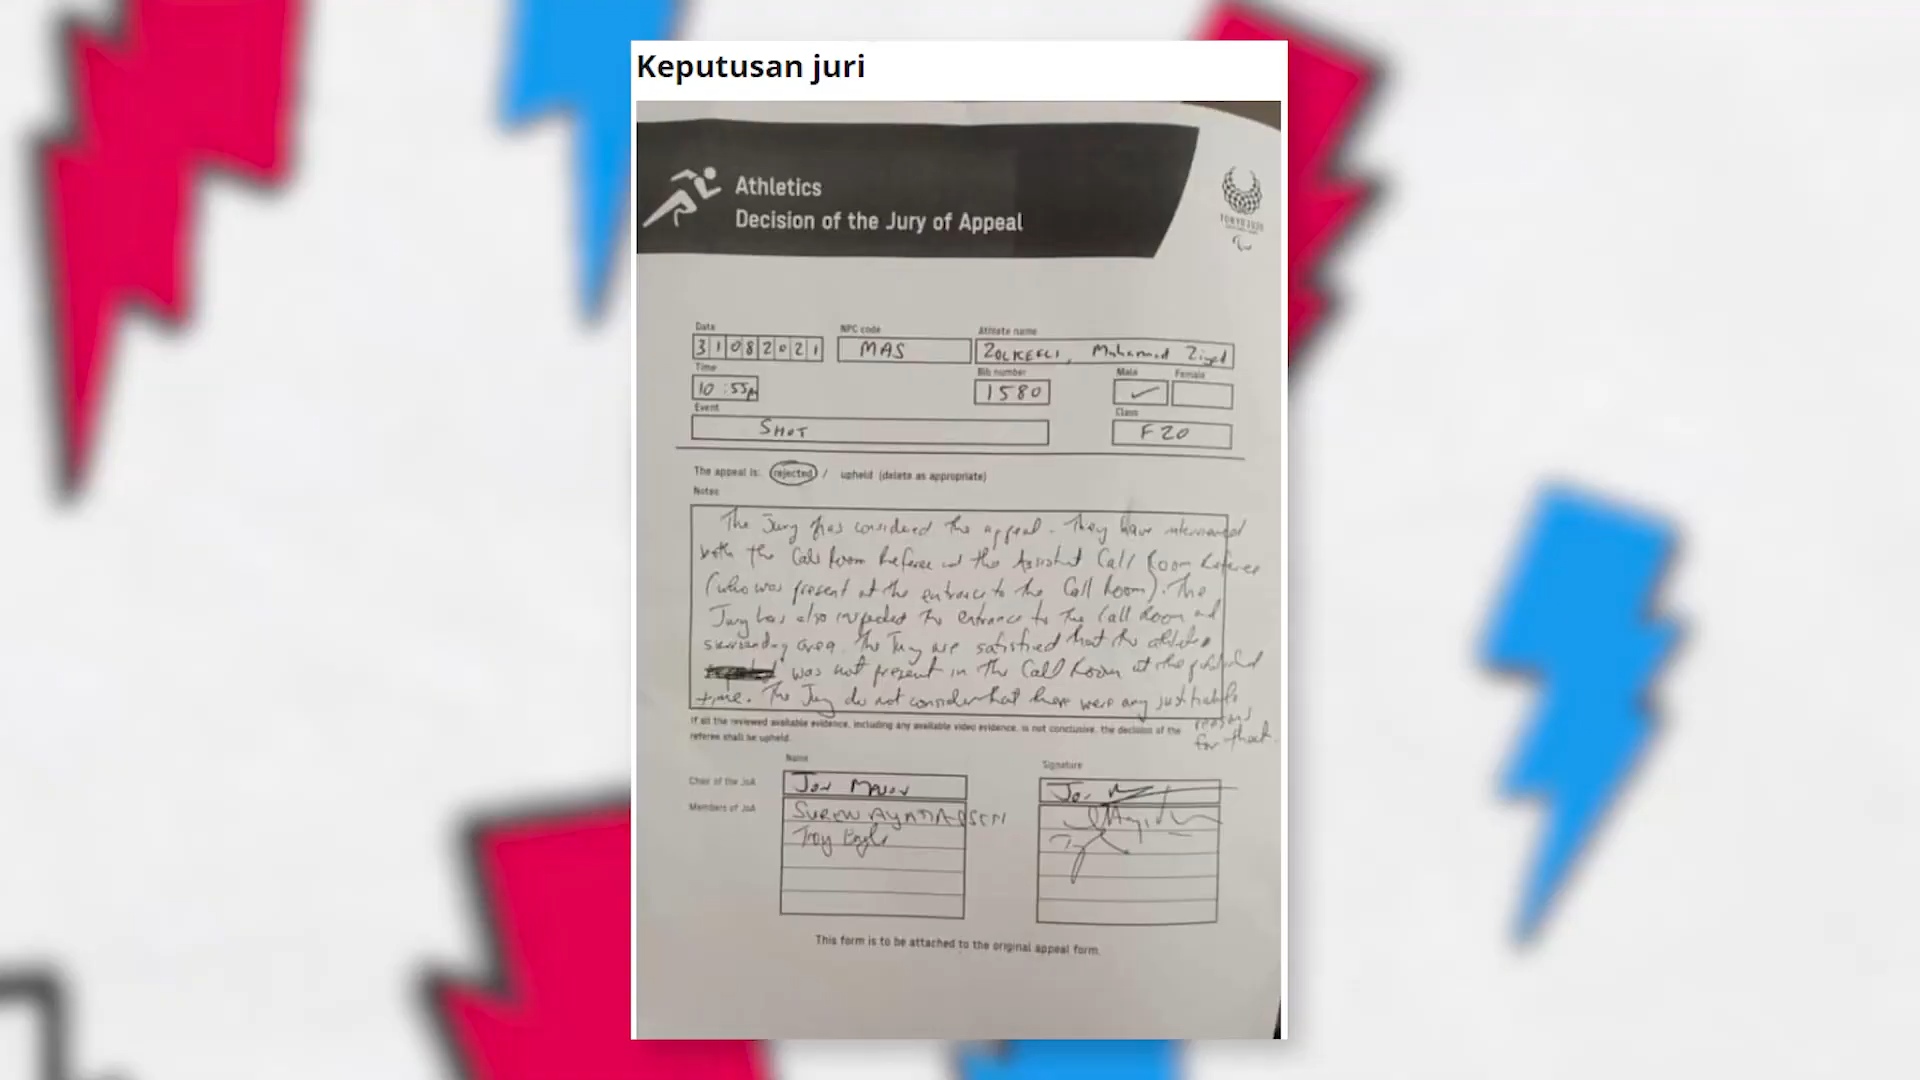 Keputusan juri
Athletics
Decision of the Jury of Appeal
TOKYO 2020
Date
NPC code
Athlete name
31082021
MAS
ZOLKEFLI, Muhamad Ziyad
Time
Bib number
Male
Female
10:55pm
1580
✓
Event
Class
SHOT
F20
The appeal is: rejected / upheld (delete as appropriate)
Notes
The Jury has considered the appeal. They have interviewed
both the Call Room Referee and the Assistant Call Room Referee
(who was present at the entrance to the Call Room). The
Jury has also inspected the entrance to the Call Room and
surrounding area. The Jury are satisfied that the athlete
was not present in the Call Room at the published
time. The Jury do not consider that there were any justifiable
reasons
for that.
If all the reviewed available evidence, including any available video evidence, is not conclusive, the decision of the
referee shall be upheld.
Name
Signature
Chair of the JoA
Jon
Members of JoA
Troy
This form is to be attached to the original appeal form.